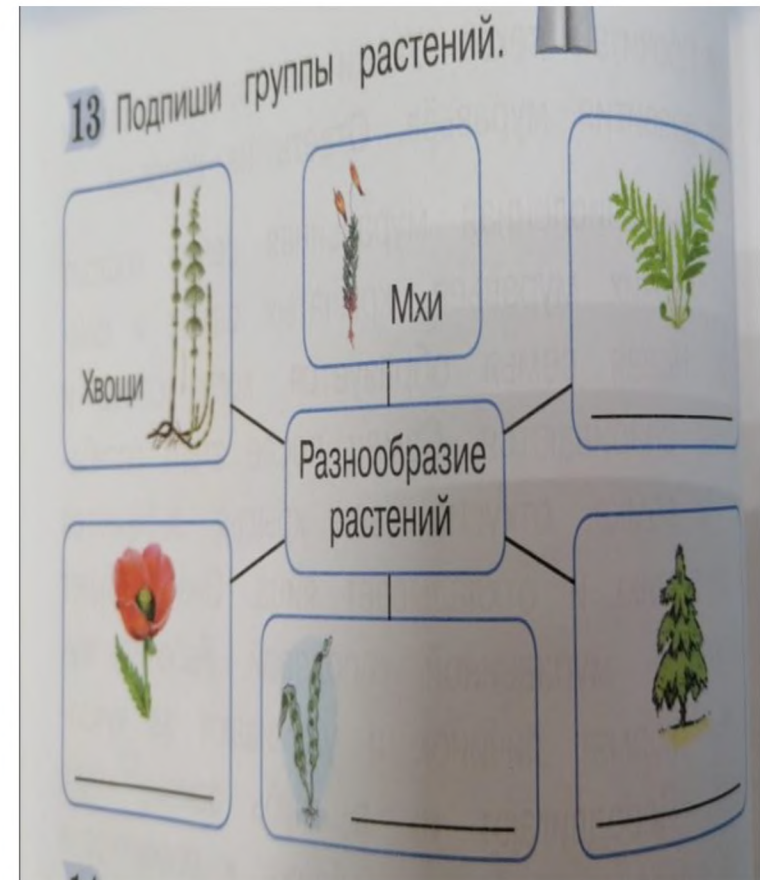 13 Подпиши группы растений.
Хвощи
Мхи
Разнообразие
растений